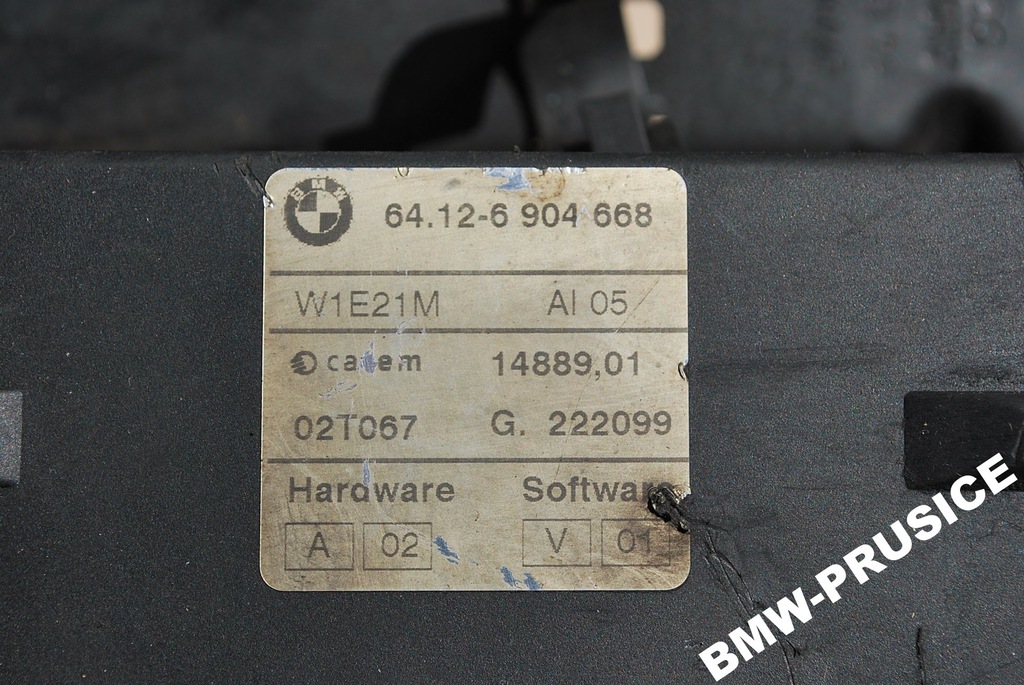 BMW
64.12-6 904 668
W1E21M AI 05
catem 14889,01
02T067 G. 222099
Hardware Software
A 02 V 01
BMW-PRUSICE